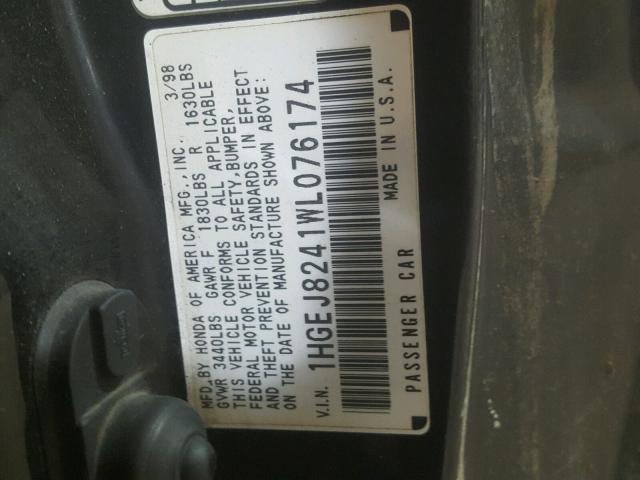 MFD. BY HONDA OF AMERICA MFG., INC. 3/98
GVWR 3440LBS GAWR F 1830LBS R 1630LBS
THIS VEHICLE CONFORMS TO ALL APPLICABLE
FEDERAL MOTOR VEHICLE SAFETY, BUMPER,
AND THEFT PREVENTION STANDARDS IN EFFECT
ON THE DATE OF MANUFACTURE SHOWN ABOVE:
V.I.N. 1HGEJ8241WL076174
PASSENGER CAR MADE IN U.S.A.